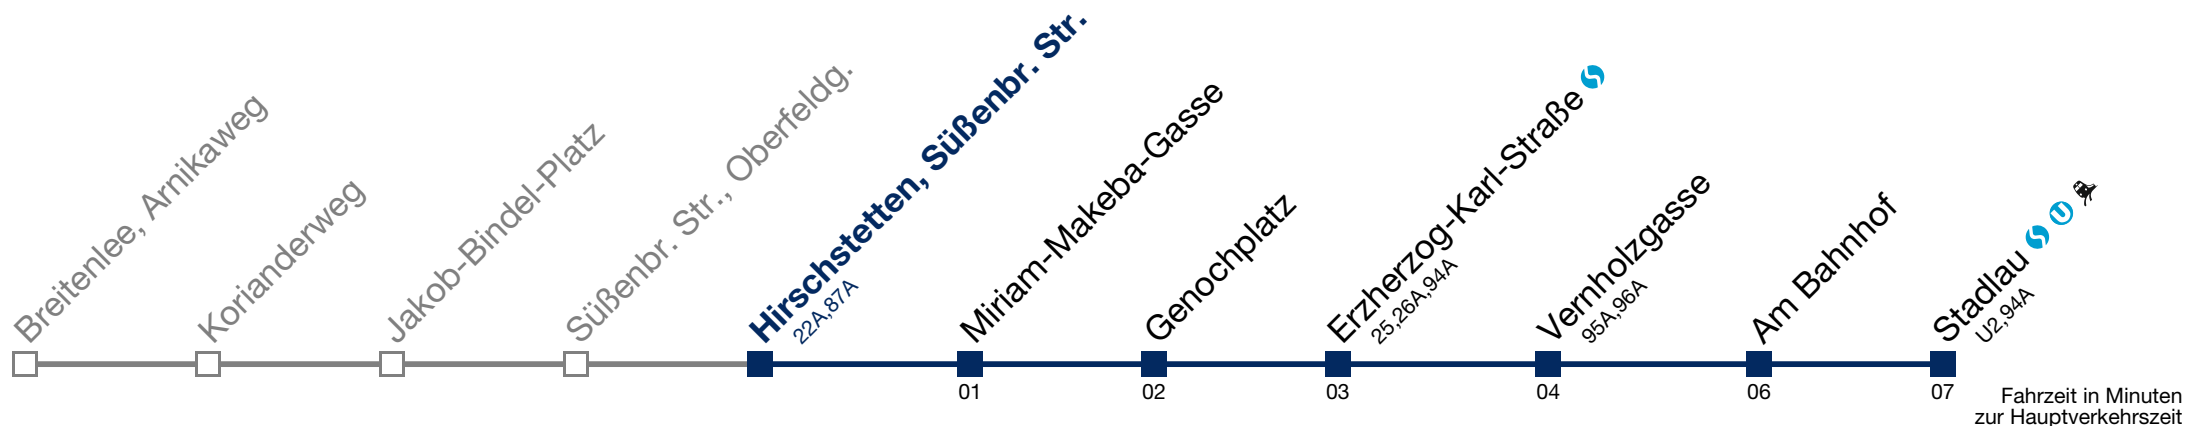 Breitenlee, Arnikaweg
Korianderweg
Jakob-Bindel-Platz
Süßenbr. Str., Oberfeldg.
Hirschstetten, Süßenbr. Str.
22A,87A
Miriam-Makeba-Gasse
Genochplatz
Erzherzog-Karl-Straße S
25,26A,94A
Vernholzgasse
95A,96A
Am Bahnhof
Stadlau S U
U2,94A
01
02
03
04
06
07
Fahrzeit in Minuten
zur Hauptverkehrszeit